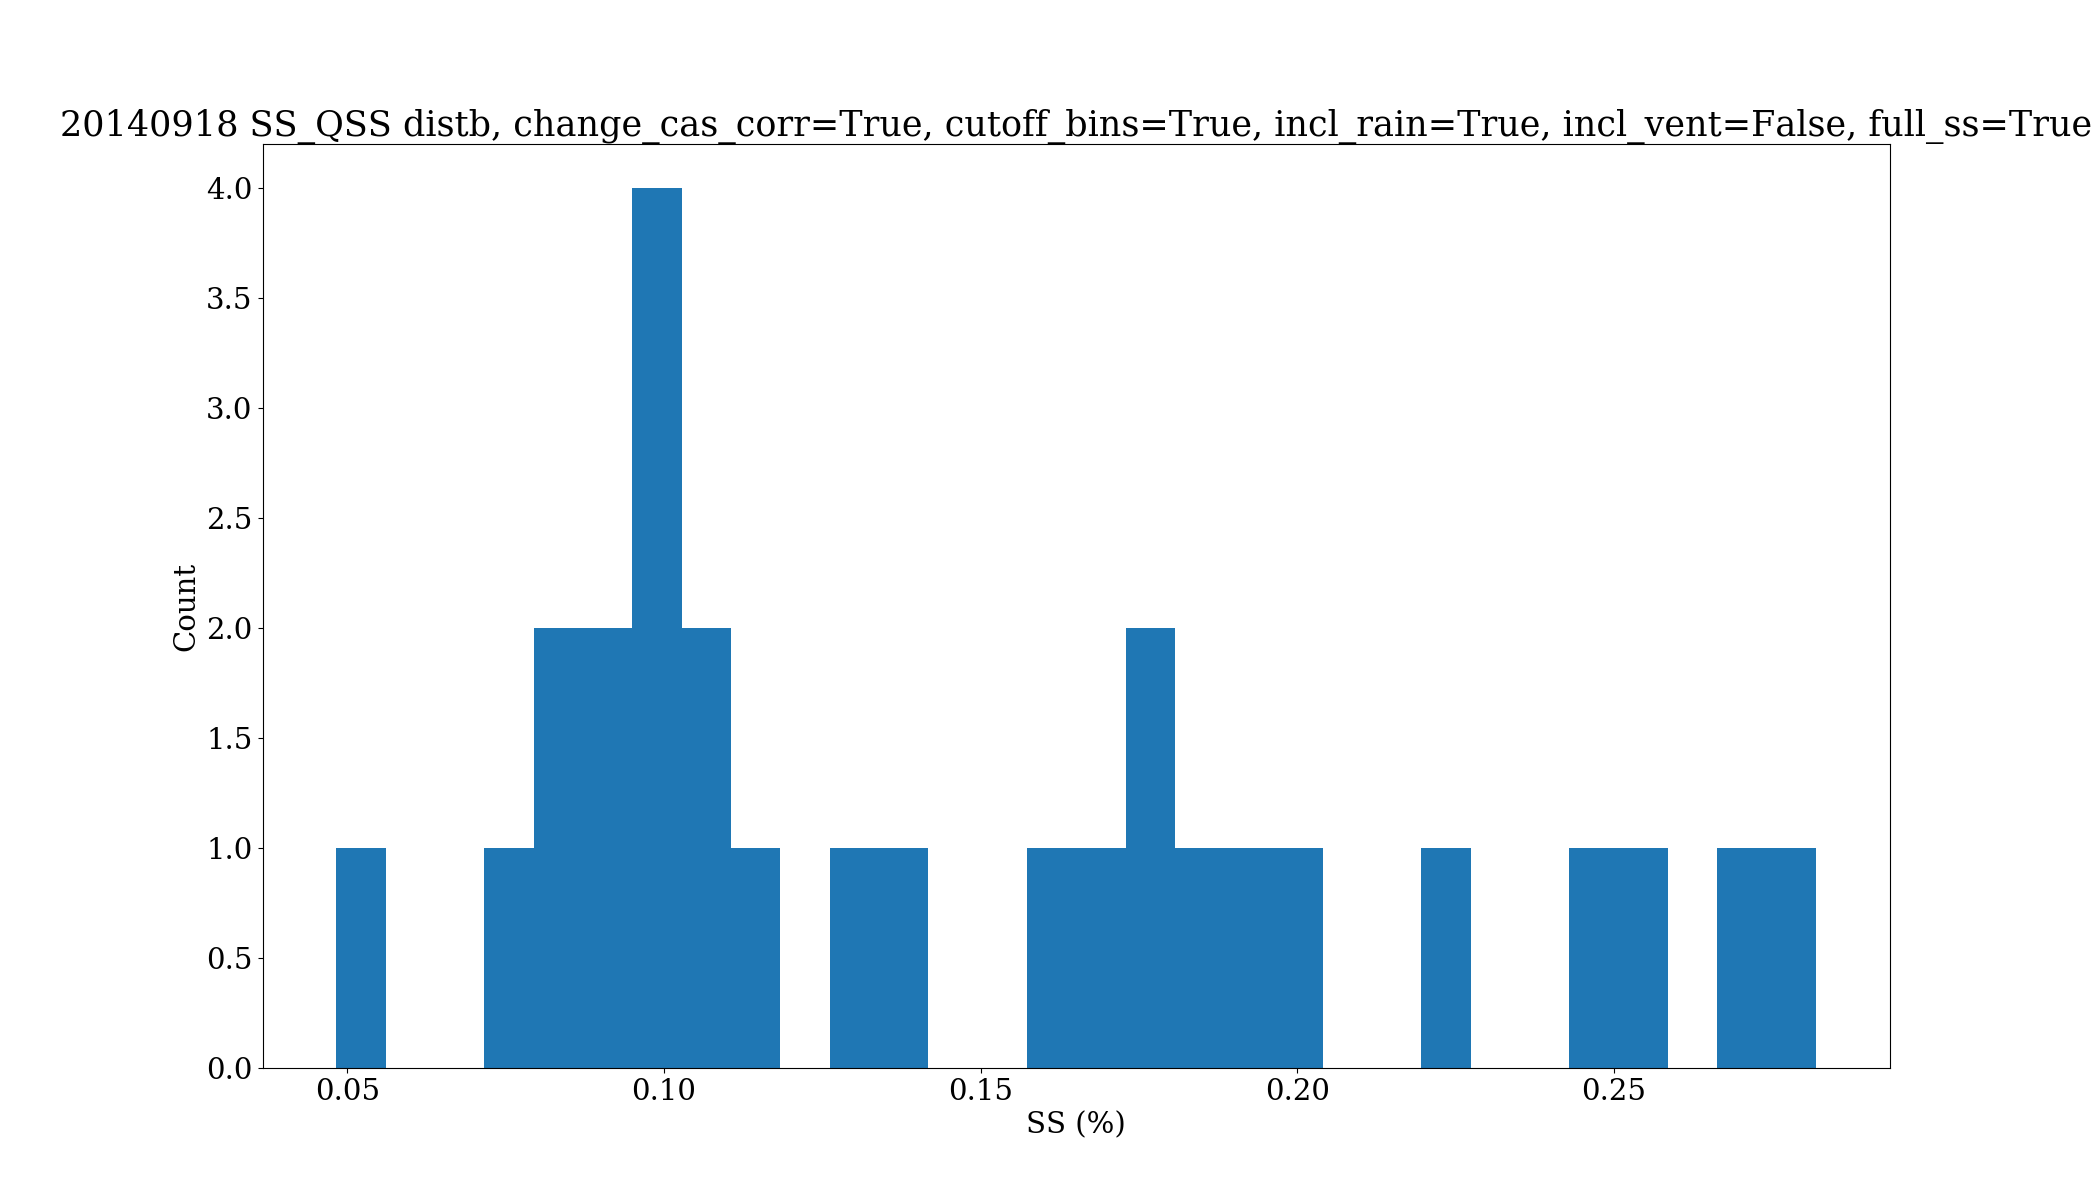 20140918 SS_QSS distb, change_cas_corr=True, cutoff_bins=True, incl_rain=True, incl_vent=False, full_ss=True
4.0
3.5
3.0
2.5
2.0
1.5
1.0
0.5
0.0
Count
0.05 0.10 0.15 0.20 0.25
SS (%)